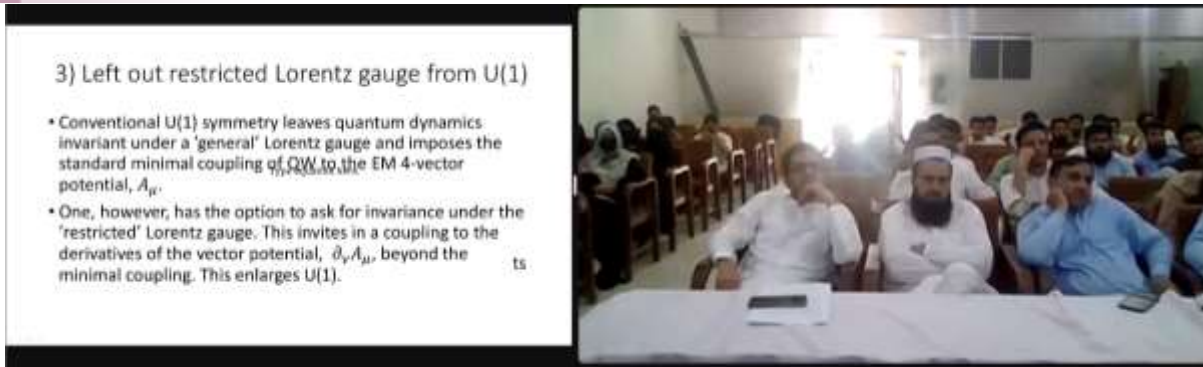 3) Left out restricted Lorentz gauge from U(1)
• Conventional U(1) symmetry leaves quantum dynamics
invariant under a 'general' Lorentz gauge and imposes the
standard minimal coupling of QW to the EM 4-vector
potential, A_μ.
• One, however, has the option to ask for invariance under the
'restricted' Lorentz gauge. This invites in a coupling to the
derivatives of the vector potential, ∂_ν A_μ, beyond the
minimal coupling. This enlarges U(1).
ts